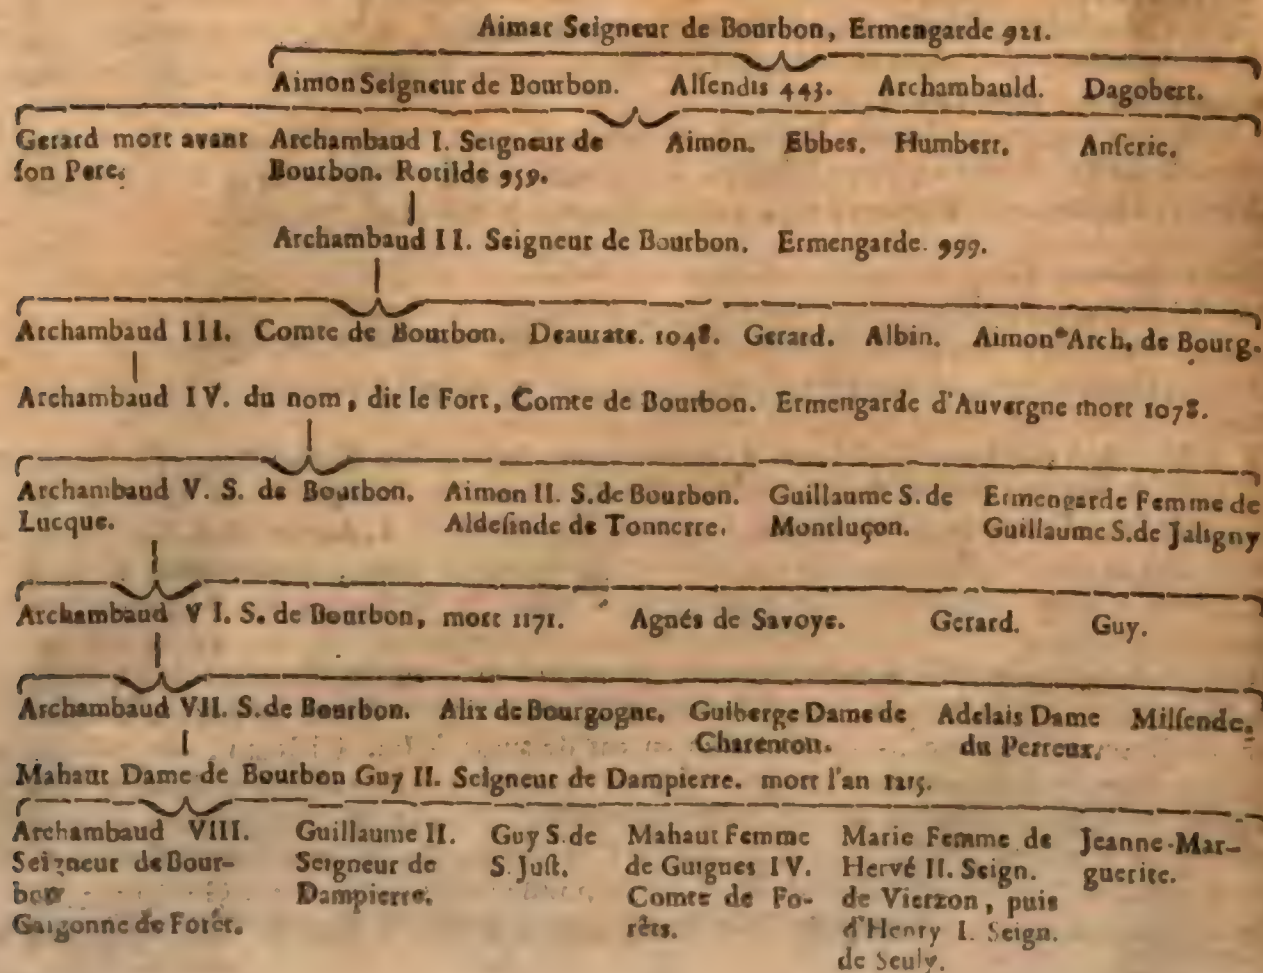 Aimar Seigneur de Bourbon, Ermengarde 921.
Aimon Seigneur de Bourbon. Alſendis 443. Archambauld. Dagobert.
Gerard mort avant Archambaud I. Seigneur de Aimon. Ebbes. Humbert. Anſeric.
ſon Pere. Bourbon. Rotilde 959.
Archambaud II. Seigneur de Bourbon. Ermengarde. 999.
Archambaud III. Comte de Bourbon. Deaurate. 1048. Gerard. Albin. Aimon Arch. de Bourg.
Archambaud IV. du nom, dit le Fort, Comte de Bourbon. Ermengarde d'Auvergne mort 1078.
Archambaud V. S. de Bourbon. Aimon II. S. de Bourbon. Guillaume S. de Ermengarde Femme de
Lucque. Aldeſinde de Tonnerre. Montluçon. Guillaume S. de Jaligny
Archambaud VI. S. de Bourbon, mort 1171. Agnés de Savoye. Gerard. Guy.
Archambaud VII. S. de Bourbon. Alix de Bourgogne. Guiberge Dame de Adelais Dame Milſende.
Charenton. du Perreux.
Mahaut Dame de Bourbon Guy II. Seigneur de Dampierre. mort l'an 1215.
Archambaud VIII. Guillaume II. Guy S. de Mahaut Femme Marie Femme de Jeanne-Mar-
Seigneur de Bour- Seigneur de S. Juſt. de Guignes IV. Hervé II. Seign. guerite.
bon Dampierre. Comte de Fo- de Vierzon, puis
Guigonne de Forêt. rêts. d'Henry I. Seign.
de Seuly.